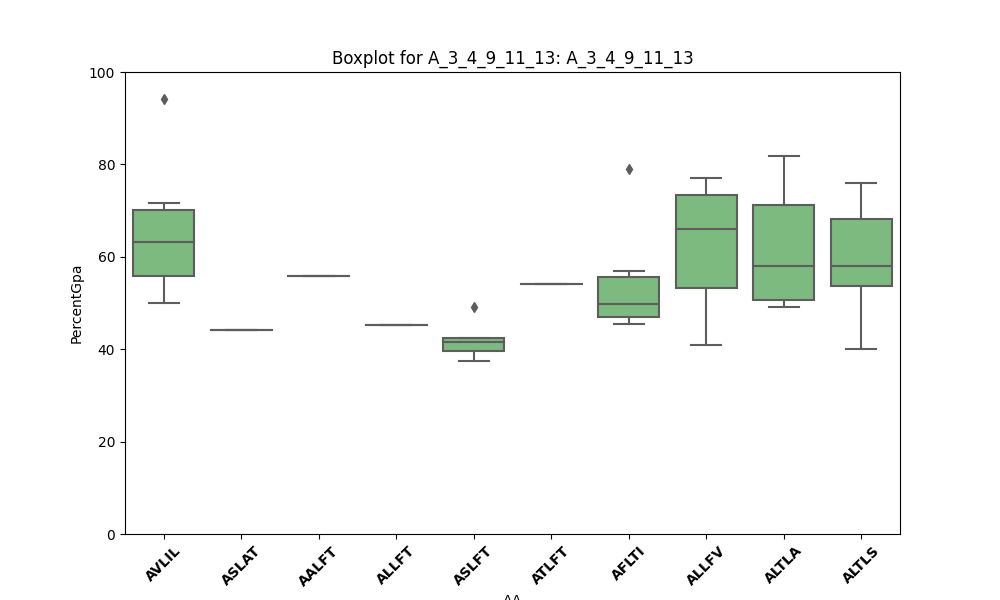 Boxplot for A_3_4_9_11_13: A_3_4_9_11_13
100
80
60
40
20
0
PercentGpa
AVLIL
ASLAT
AALFT
ALLFT
ASLFT
ATLFT
AFLTI
ALLFV
ALTLA
ALTLS
AA